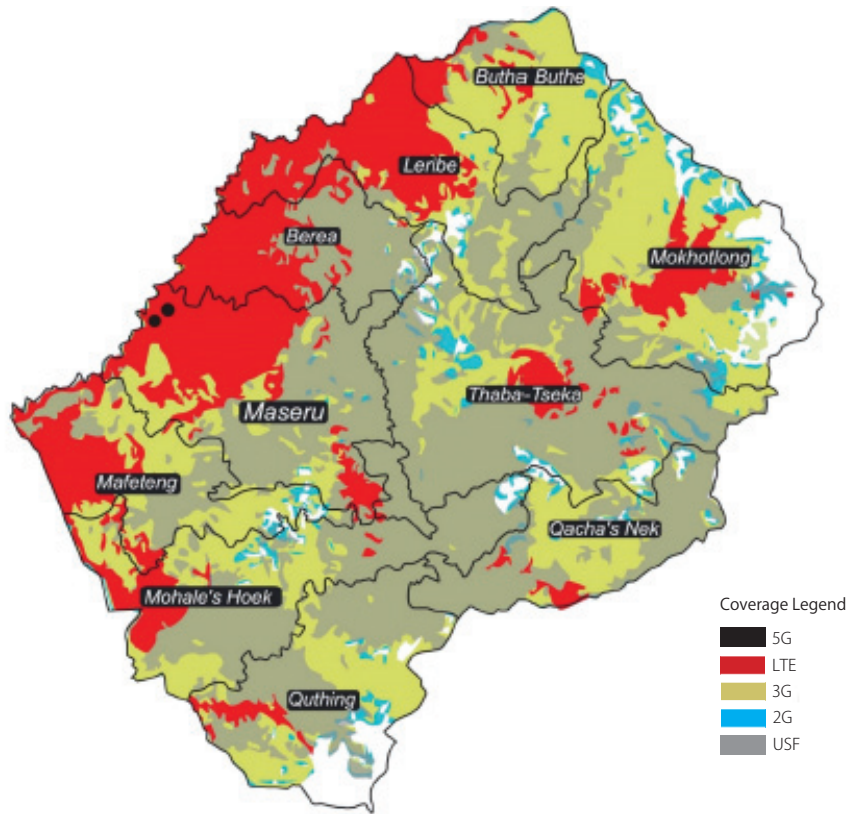 Butha Buthe
Leribe
Berea
Mokhotlong
Thaba-Tseka
Maseru
Mafeteng
Qacha's Nek
Mohale's Hoek
Quthing
Coverage Legend
5G
LTE
3G
2G
USF